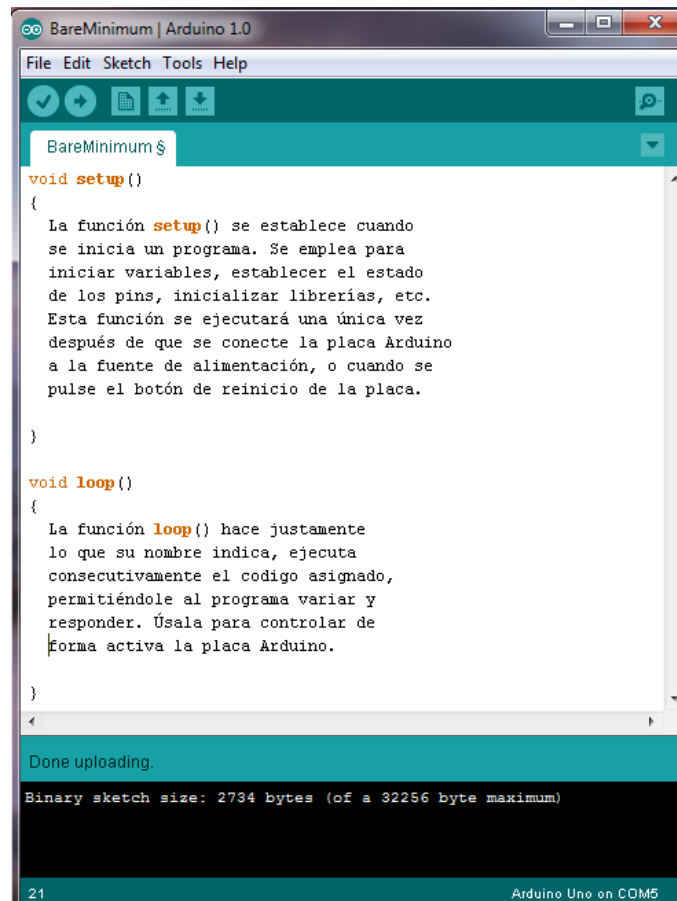 BareMinimum | Arduino 1.0
File Edit Sketch Tools Help
BareMinimum §
void setup()
{
La función setup() se establece cuando
se inicia un programa. Se emplea para
iniciar variables, establecer el estado
de los pins, inicializar librerías, etc.
Esta función se ejecutará una única vez
después de que se conecte la placa Arduino
a la fuente de alimentación, o cuando se
pulse el botón de reinicio de la placa.
}
void loop()
{
La función loop() hace justamente
lo que su nombre indica, ejecuta
consecutivamente el codigo asignado,
permitiéndole al programa variar y
responder. Úsala para controlar de
forma activa la placa Arduino.
}
Done uploading.
Binary sketch size: 2734 bytes (of a 32256 byte maximum)
21 Arduino Uno on COM5